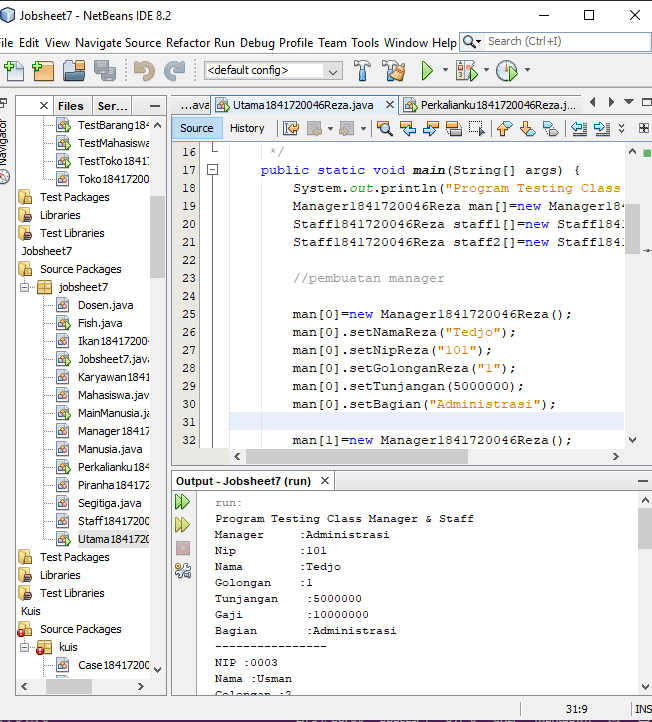 Jobsheet7 - NetBeans IDE 8.2
File Edit View Navigate Source Refactor Run Debug Profile Team Tools Window Help
Search (Ctrl+I)
<default config>
Files
Ser...
...ava
Utama1841720046Reza.java
Perkalianku1841720046Reza.j...
Navigator
Source
History
TestBarang184
TestMahasiswa
TestToko18417
Toko18417200
Test Packages
Libraries
Test Libraries
Jobsheet7
Source Packages
jobsheet7
Dosen.java
Fish.java
Ikan18417200
Jobsheet7.java
Karyawan1841
Mahasiswa.jav
MainManusia.ja
Manager18417
Manusia.java
Perkalianku184
Piranha184172
Segitiga.java
Staff18417200
Utama1841720
Test Packages
Libraries
Test Libraries
Kuis
Source Packages
kuis
Case18417200
16 */
17 public static void main(String[] args) {
18 System.out.println("Program Testing Class
19 Manager1841720046Reza man[]=new Manager184
20 Staff1841720046Reza staff1[]=new Staff1841
21 Staff1841720046Reza staff2[]=new Staff1841
22
23 //pembuatan manager
24
25 man[0]=new Manager1841720046Reza();
26 man[0].setNamaReza("Tedjo");
27 man[0].setNipReza("101");
28 man[0].setGolonganReza("1");
29 man[0].setTunjangan(5000000);
30 man[0].setBagian("Administrasi");
31
32 man[1]=new Manager1841720046Reza();
Output - Jobsheet7 (run)
run:
Program Testing Class Manager & Staff
Manager :Administrasi
Nip :101
Nama :Tedjo
Golongan :1
Tunjangan :5000000
Gaji :10000000
Bagian :Administrasi
----------------
NIP :0003
Nama :Usman
Golongan :2
31:9
INS